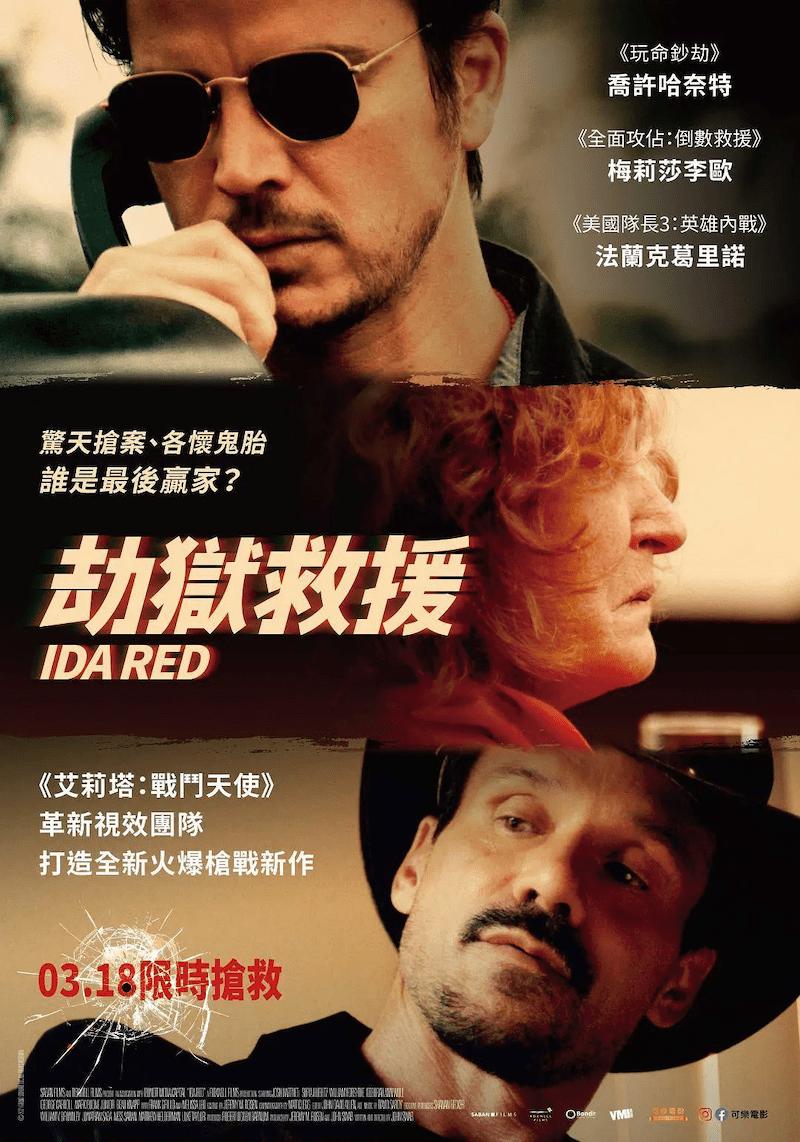 《玩命鈔劫》
喬許哈奈特
《全面攻佔：倒數救援》
梅莉莎李歐
《美國隊長3：英雄內戰》
法蘭克葛里諾
驚天搶案、各懷鬼胎
誰是最後贏家？
劫獄救援
IDA RED
《艾莉塔：戰鬥天使》
革新視效團隊
打造全新火爆槍戰新作
03.18限時搶救
SABAN FILMS
VMI
可樂電影